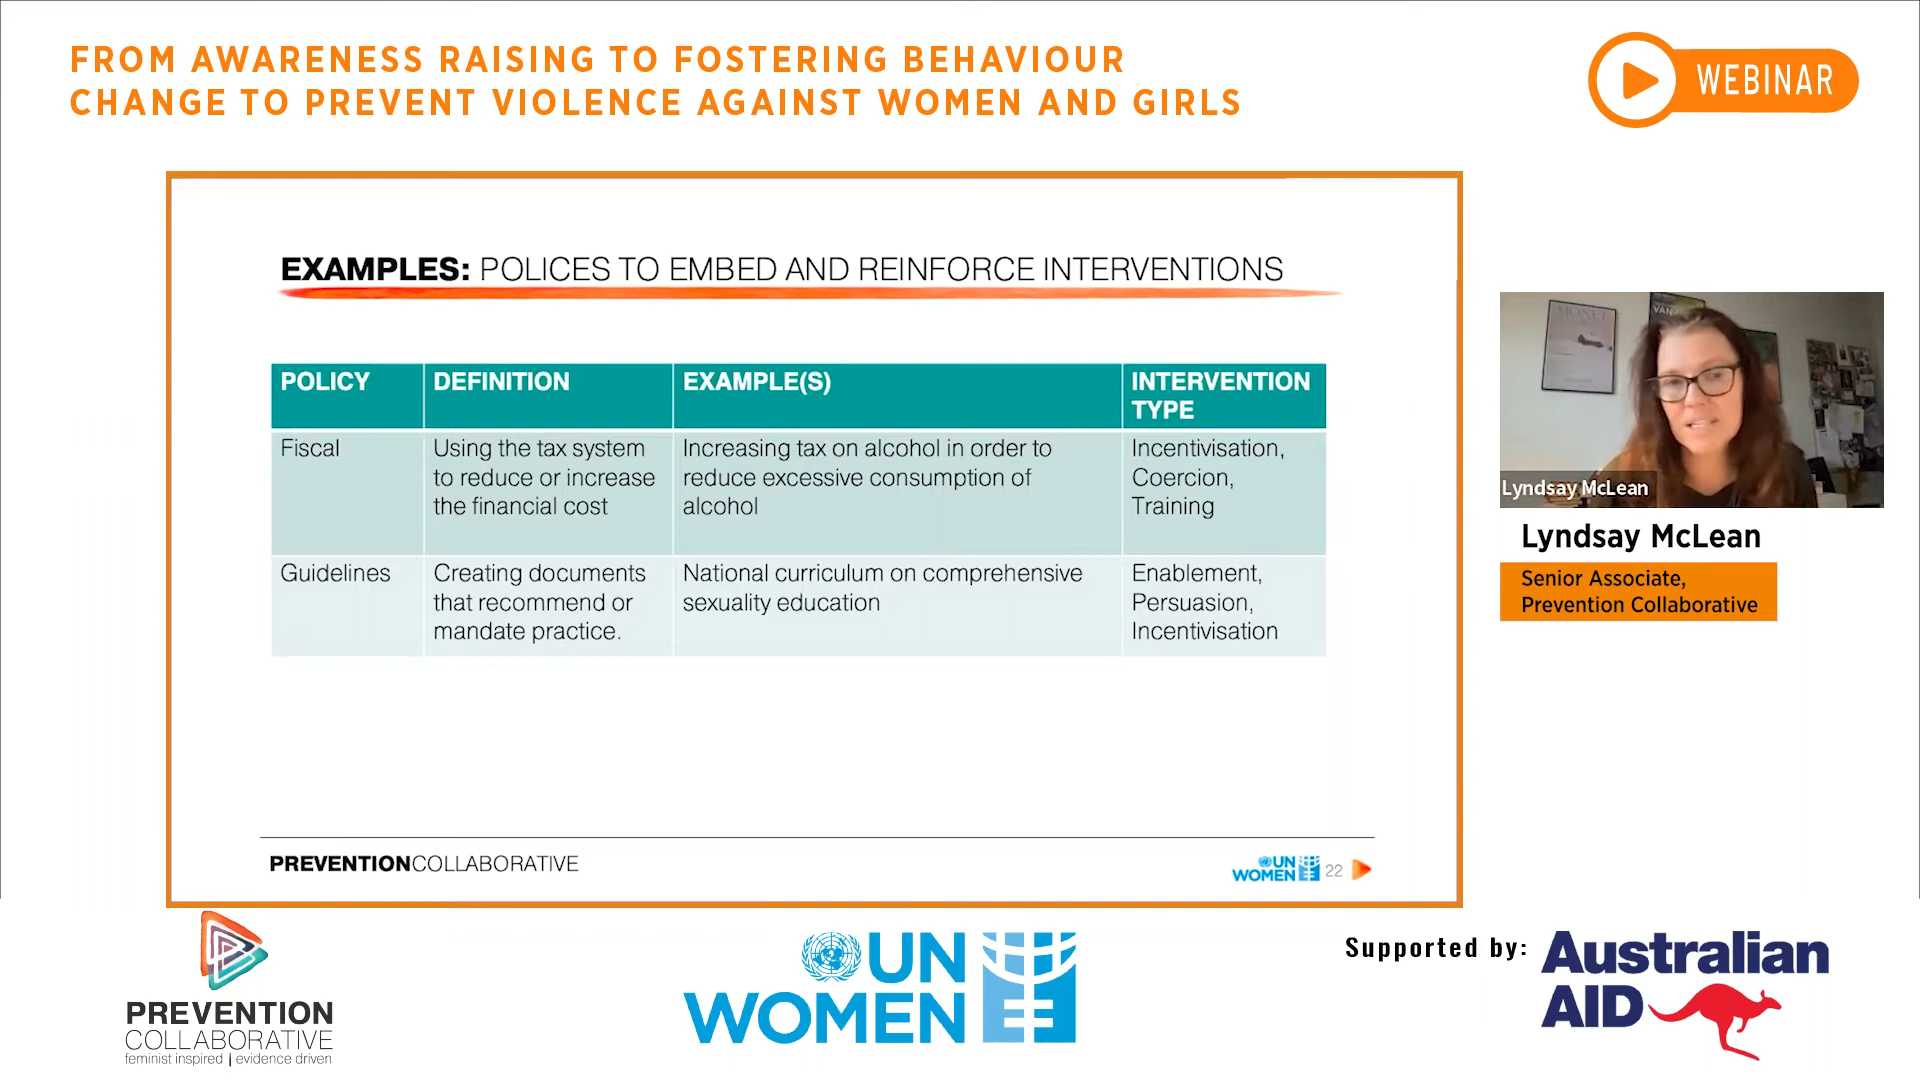 FROM AWARENESS RAISING TO FOSTERING BEHAVIOUR
CHANGE TO PREVENT VIOLENCE AGAINST WOMEN AND GIRLS
WEBINAR
EXAMPLES: POLICES TO EMBED AND REINFORCE INTERVENTIONS
POLICY
DEFINITION
EXAMPLE(S)
INTERVENTION
TYPE
Fiscal
Using the tax system
to reduce or increase
the financial cost
Increasing tax on alcohol in order to
reduce excessive consumption of
alcohol
Incentivisation,
Coercion,
Training
Guidelines
Creating documents
that recommend or
mandate practice.
National curriculum on comprehensive
sexuality education
Enablement,
Persuasion,
Incentivisation
PREVENTIONCOLLABORATIVE
UN
WOMEN
22
MONET
VAN
Lyndsay McLean
Lyndsay McLean
Senior Associate,
Prevention Collaborative
PREVENTION
COLLABORATIVE
feminist inspired | evidence driven
UN
WOMEN
Supported by:
Australian
AID